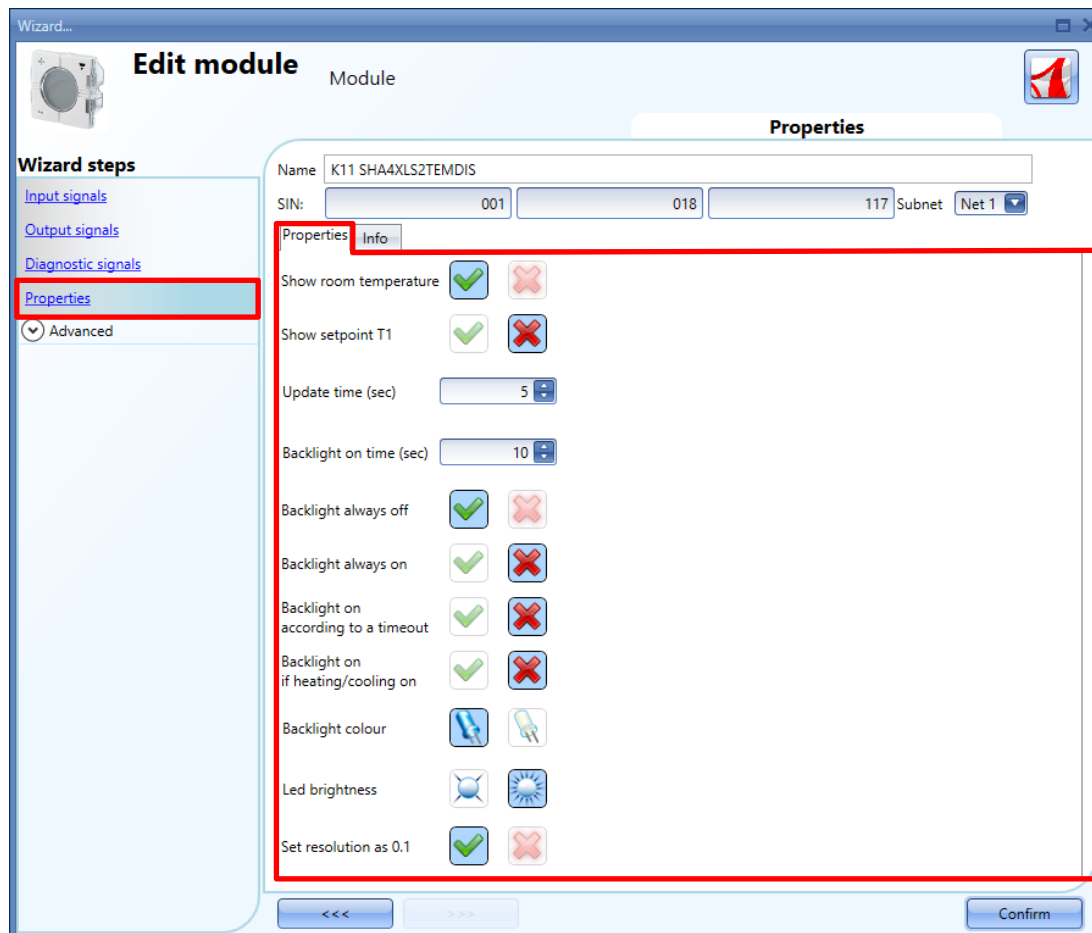 Wizard...
Edit module
Module
Properties
Wizard steps
Input signals
Output signals
Diagnostic signals
Properties
Advanced
Name K11 SHA4XLS2TEMDIS
SIN: 001 018 117 Subnet Net 1
Properties Info
Show room temperature
Show setpoint T1
Update time (sec) 5
Backlight on time (sec) 10
Backlight always off
Backlight always on
Backlight on
according to a timeout
Backlight on
if heating/cooling on
Backlight colour
Led brightness
Set resolution as 0.1
<<< >>> Confirm